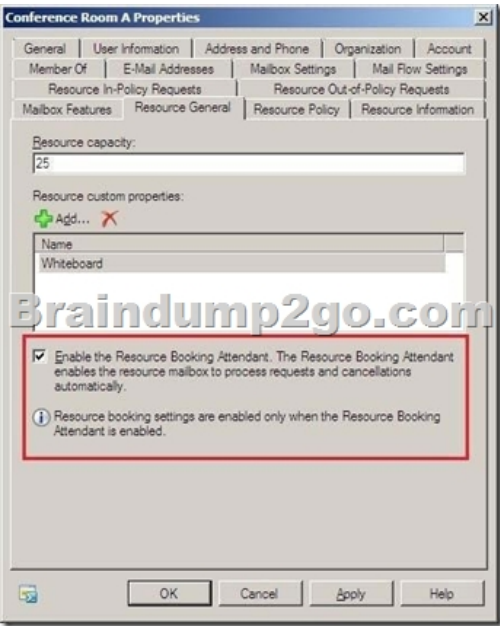 Conference Room A Properties
General User Information Address and Phone Organization Account
Member Of E-Mail Addresses Mailbox Settings Mail Flow Settings
Resource In-Policy Requests Resource Out-of-Policy Requests
Mailbox Features Resource General Resource Policy Resource Information
Resource capacity:
25
Resource custom properties:
Add...
Name
Whiteboard
Braindump2go.com
Enable the Resource Booking Attendant. The Resource Booking Attendant
enables the resource mailbox to process requests and cancellations
automatically.
Resource booking settings are enabled only when the Resource Booking
Attendant is enabled.
OK Cancel Apply Help